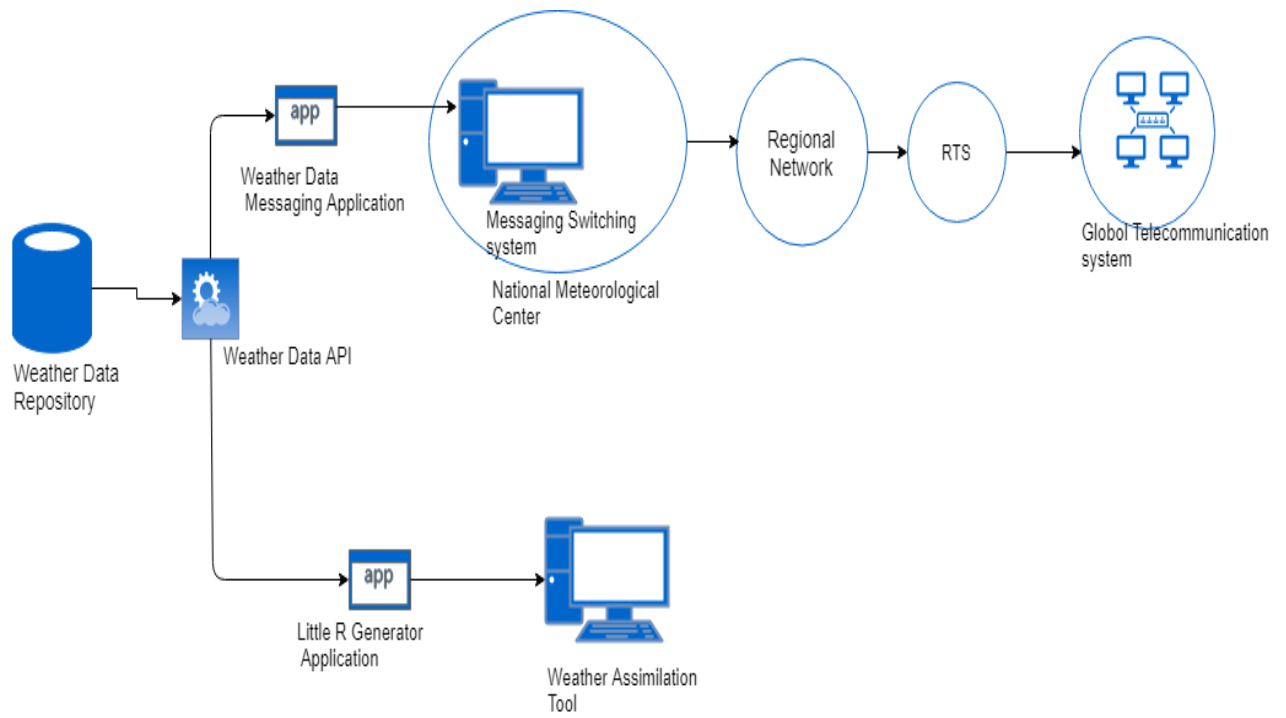 app
Weather Data
Messaging Application
Messaging Switching
system
National Meteorological
Center
Regional
Network
RTS
Globol Telecommunication
system
Weather Data
Repository
Weather Data API
app
Little R Generator
Application
Weather Assimilation
Tool